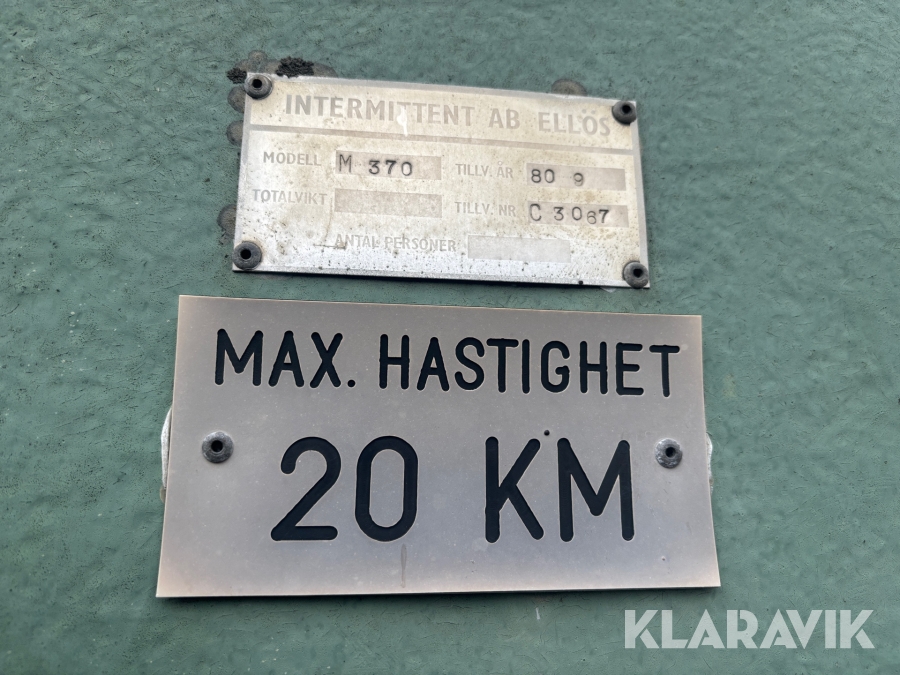 INTERMITTENT AB ELLÖS
MODELL M 370 TILLV. ÅR 80 9
TOTALVIKT TILLV. NR C 3067
ANTAL PERSONER
MAX. HASTIGHET
20 KM
KLARAVIK